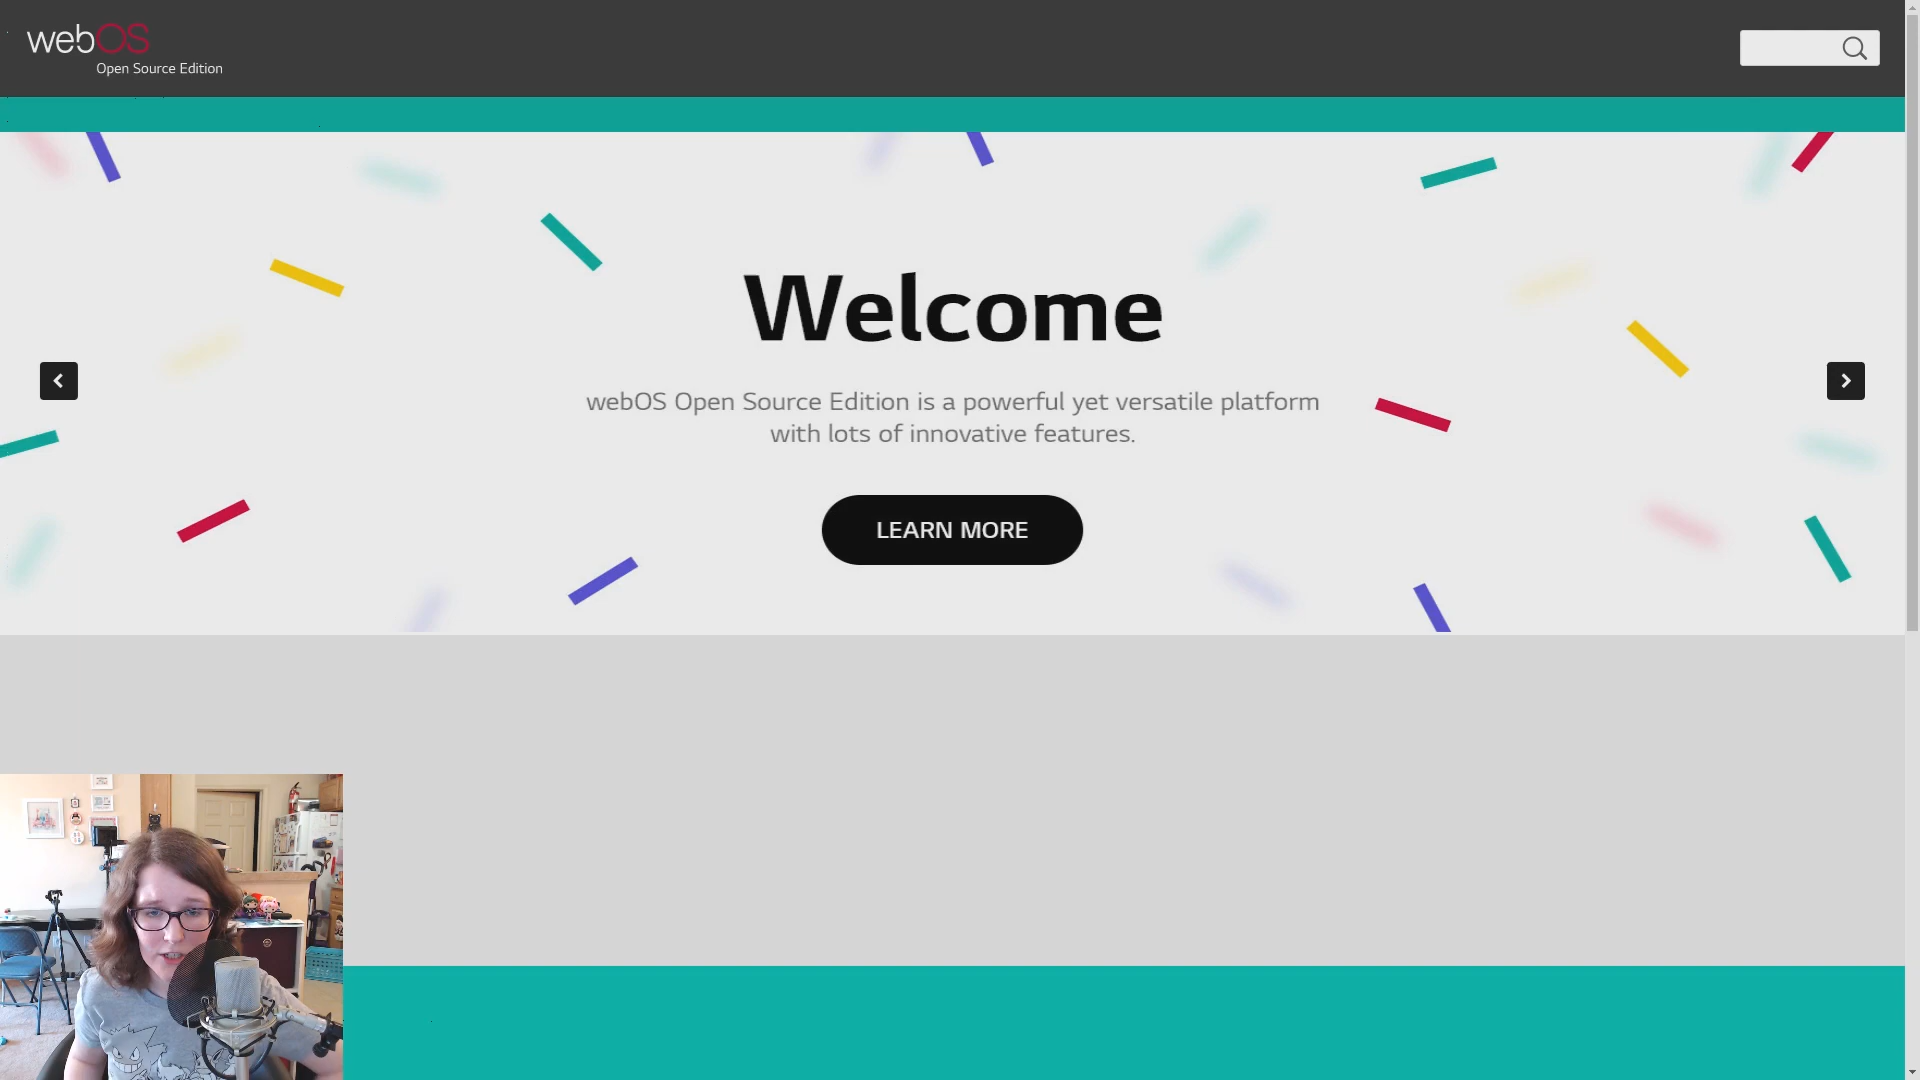 webOS
Open Source Edition
Welcome
webOS Open Source Edition is a powerful yet versatile platform
with lots of innovative features.
LEARN MORE